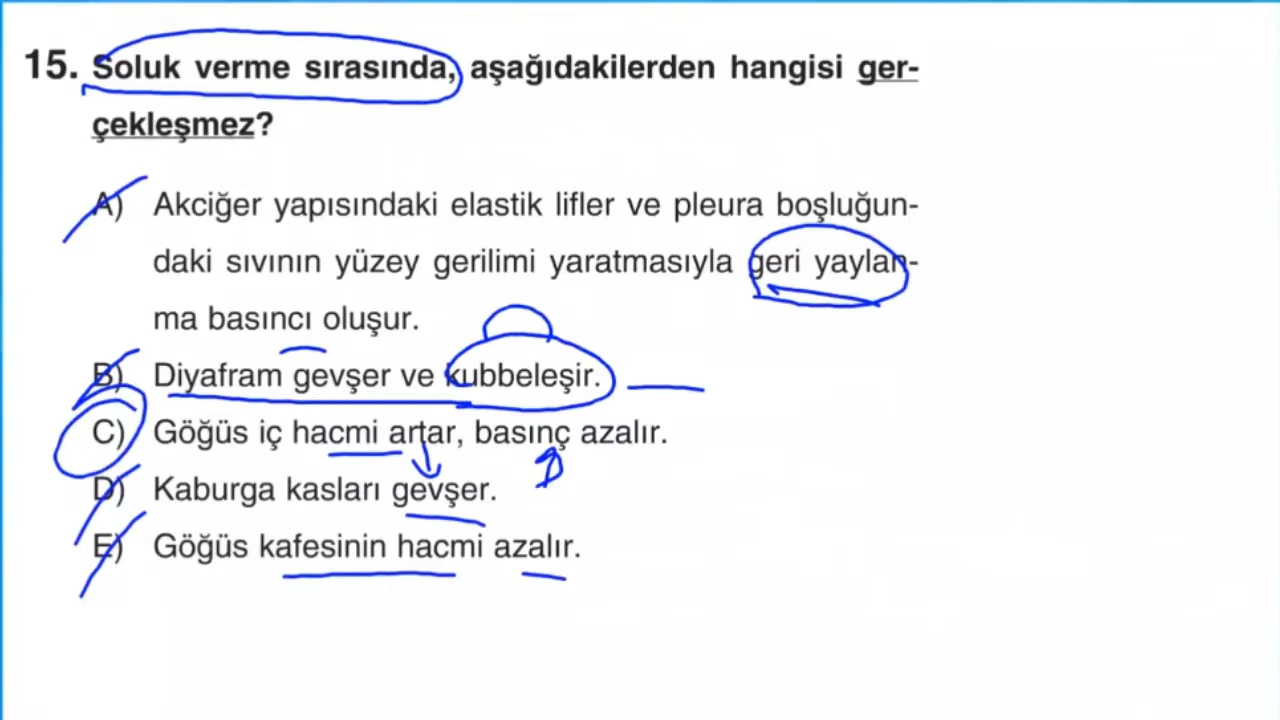 15. Soluk verme sırasında, aşağıdakilerden hangisi ger-
çekleşmez?
A) Akciğer yapısındaki elastik lifler ve pleura boşluğun-
daki sıvının yüzey gerilimi yaratmasıyla geri yaylan-
ma basıncı oluşur.
B) Diyafram gevşer ve kubbeleşir.
C) Göğüs iç hacmi artar, basınç azalır.
D) Kaburga kasları gevşer.
E) Göğüs kafesinin hacmi azalır.